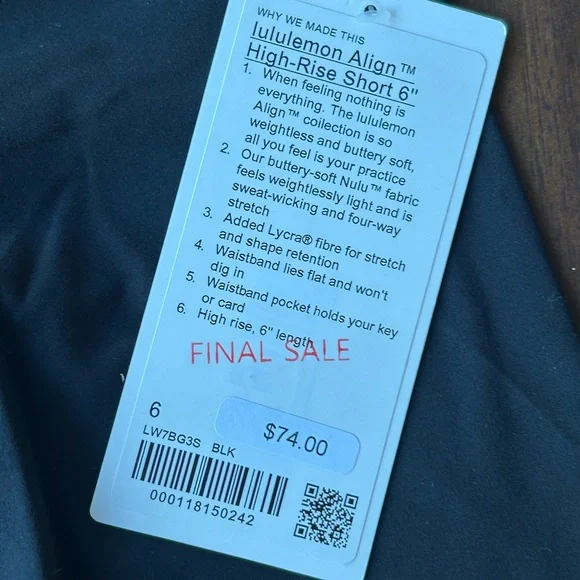 WHY WE MADE THIS
lululemon Align™
High-Rise Short 6"
1. When feeling nothing is
everything. The lululemon
Align™ collection is so
weightless and buttery soft,
all you feel is your practice
2. Our buttery-soft Nulu™ fabric
feels weightlessly light and is
sweat-wicking and four-way
stretch
3. Added Lycra® fibre for stretch
and shape retention
4. Waistband lies flat and won't
dig in
5. Waistband pocket holds your key
or card
6. High rise, 6" length
FINAL SALE
6
$74.00
LW7BG3S BLK
000118150242